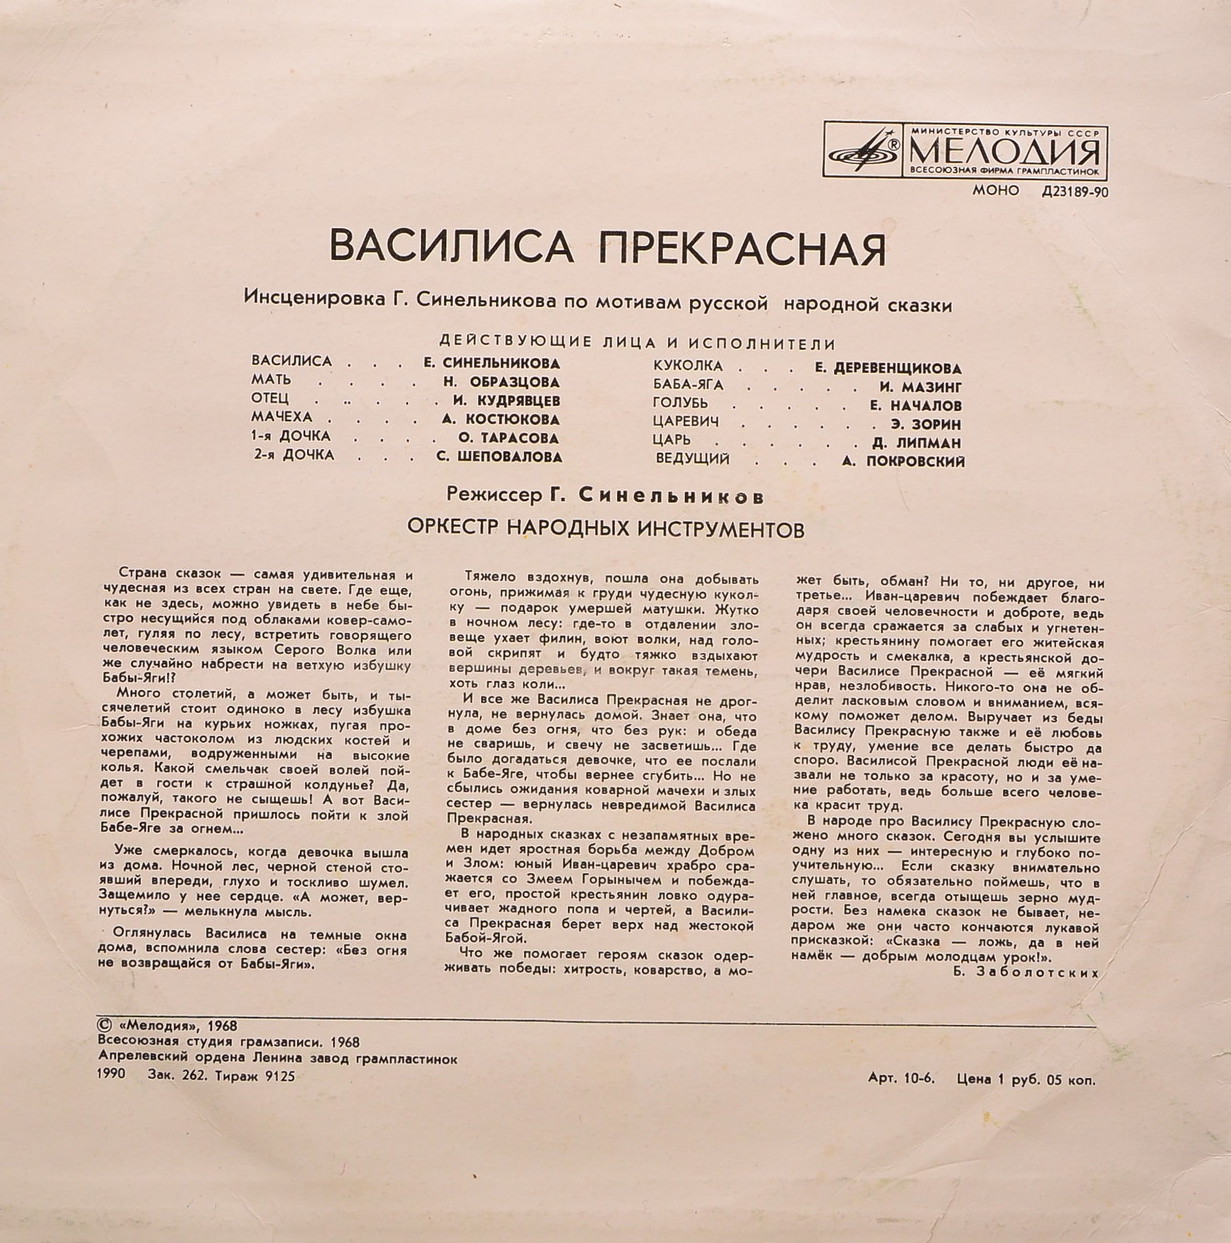 МИНИСТЕРСТВО КУЛЬТУРЫ СССР
МЕЛОДИЯ
ВСЕСОЮЗНАЯ ФИРМА ГРАМПЛАСТИНОК
®
МОНО Д23189-90
ВАСИЛИСА ПРЕКРАСНАЯ
Инсценировка Г. Синельникова по мотивам русской народной сказки
ДЕЙСТВУЮЩИЕ ЛИЦА И ИСПОЛНИТЕЛИ
ВАСИЛИСА . . . Е. СИНЕЛЬНИКОВА
МАТЬ . . . . Н. ОБРАЗЦОВА
ОТЕЦ . .. . . . И. КУДРЯВЦЕВ
МАЧЕХА . . . . А. КОСТЮКОВА
1-я ДОЧКА . . . . О. ТАРАСОВА
2-я ДОЧКА . . . С. ШЕПОВАЛОВА
КУКОЛКА . . . Е. ДЕРЕВЕНЩИКОВА
БАБА-ЯГА . . . . . И. МАЗИНГ
ГОЛУБЬ . . . . . Е. НАЧАЛОВ
ЦАРЕВИЧ . . . . . . Э. ЗОРИН
ЦАРЬ . . . . . . Д. ЛИПМАН
ВЕДУЩИЙ . . . А. ПОКРОВСКИЙ
Режиссер Г. Синельников
ОРКЕСТР НАРОДНЫХ ИНСТРУМЕНТОВ
Страна сказок — самая удивительная и
чудесная из всех стран на свете. Где еще,
как не здесь, можно увидеть в небе бы-
стро несущийся под облаками ковер-само-
лет, гуляя по лесу, встретить говорящего
человеческим языком Серого Волка или
же случайно набрести на ветхую избушку
Бабы-Яги!?
Много столетий, а может быть, и ты-
сячелетий стоит одиноко в лесу избушка
Бабы-Яги на курьих ножках, пугая про-
хожих частоколом из людских костей и
черепами, водруженными на высокие
колья. Какой смельчак своей волей пой-
дет в гости к страшной колдунье? Да,
пожалуй, такого не сыщешь! А вот Васи-
лисе Прекрасной пришлось пойти к злой
Бабе-Яге за огнем...
Уже смеркалось, когда девочка вышла
из дома. Ночной лес, черной стеной сто-
явший впереди, глухо и тоскливо шумел.
Защемило у нее сердце. «А может, вер-
нуться?» — мелькнула мысль.
Оглянулась Василиса на темные окна
дома, вспомнила слова сестер: «Без огня
не возвращайся от Бабы-Яги».
Тяжело вздохнув, пошла она добывать
огонь, прижимая к груди чудесную кукол-
ку — подарок умершей матушки. Жутко
в ночном лесу: где-то в отдалении зло-
веще ухает филин, воют волки, над голо-
вой скрипят и будто тяжко вздыхают
вершины деревьев, и вокруг такая темень,
хоть глаз коли...
И все же Василиса Прекрасная не дрог-
нула, не вернулась домой. Знает она, что
в доме без огня, что без рук: и обеда
не сваришь, и свечу не засветишь... Где
было догадаться девочке, что ее послали
к Бабе-Яге, чтобы вернее сгубить... Но не
сбылись ожидания коварной мачехи и злых
сестер — вернулась невредимой Василиса
Прекрасная.
В народных сказках с незапамятных вре-
мен идет яростная борьба между Добром
и Злом: юный Иван-царевич храбро сра-
жается со Змеем Горынычем и побежда-
ет его, простой крестьянин ловко одура-
чивает жадного попа и чертей, а Васили-
са Прекрасная берет верх над жестокой
Бабой-Ягой.
Что же помогает героям сказок одер-
живать победы: хитрость, коварство, а мо-
жет быть, обман? Ни то, ни другое, ни
третье... Иван-царевич побеждает благо-
даря своей человечности и доброте, ведь
он всегда сражается за слабых и угнетен-
ных; крестьянину помогает его житейская
мудрость и смекалка, а крестьянской до-
чери Василисе Прекрасной — её мягкий
нрав, незлобивость. Никого-то она не об-
делит ласковым словом и вниманием, вся-
кому поможет делом. Выручает из беды
Василису Прекрасную также и её любовь
к труду, умение все делать быстро да
споро. Василисой Прекрасной люди её на-
звали не только за красоту, но и за уме-
ние работать, ведь больше всего челове-
ка красит труд.
В народе про Василису Прекрасную сло-
жено много сказок. Сегодня вы услышите
одну из них — интересную и глубоко по-
учительную... Если сказку внимательно
слушать, то обязательно поймешь, что в
ней главное, всегда отыщешь зерно муд-
рости. Без намека сказок не бывает, не-
даром же они часто кончаются лукавой
присказкой: «Сказка — ложь, да в ней
намёк — добрым молодцам урок!».
Б. Заболотских
© «Мелодия», 1968
Всесоюзная студия грамзаписи. 1968
Апрелевский ордена Ленина завод грампластинок
1990 Зак. 262. Тираж 9125
Арт. 10-6. Цена 1 руб. 05 коп.